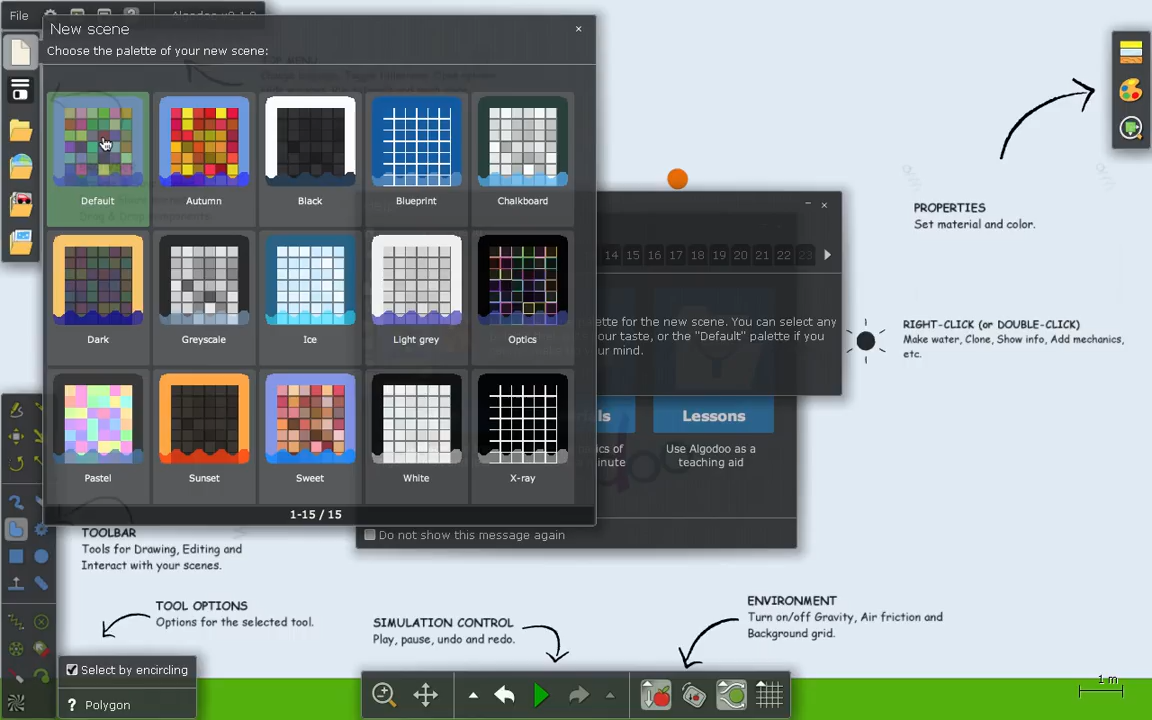 File
Algodoo v2.1.0
New scene
Choose the palette of your new scene:
Default
Autumn
Black
Blueprint
Chalkboard
Dark
Greyscale
Ice
Light grey
Optics
Pastel
Sunset
Sweet
White
X-ray
1-15 / 15
14 15 16 17 18 19 20 21 22 23
palette for the new scene. You can select any
your taste, or the "Default" palette if you
your mind.
Lessons
Use Algodoo as a
teaching aid
Do not show this message again
PROPERTIES
Set material and color.
RIGHT-CLICK (or DOUBLE-CLICK)
Make water, Clone, Show info, Add mechanics,
etc.
TOOLBAR
Tools for Drawing, Editing and
Interact with your scenes.
TOOL OPTIONS
Options for the selected tool.
SIMULATION CONTROL
Play, pause, undo and redo.
ENVIRONMENT
Turn on/off Gravity, Air friction and
Background grid.
Select by encircling
? Polygon
1 m